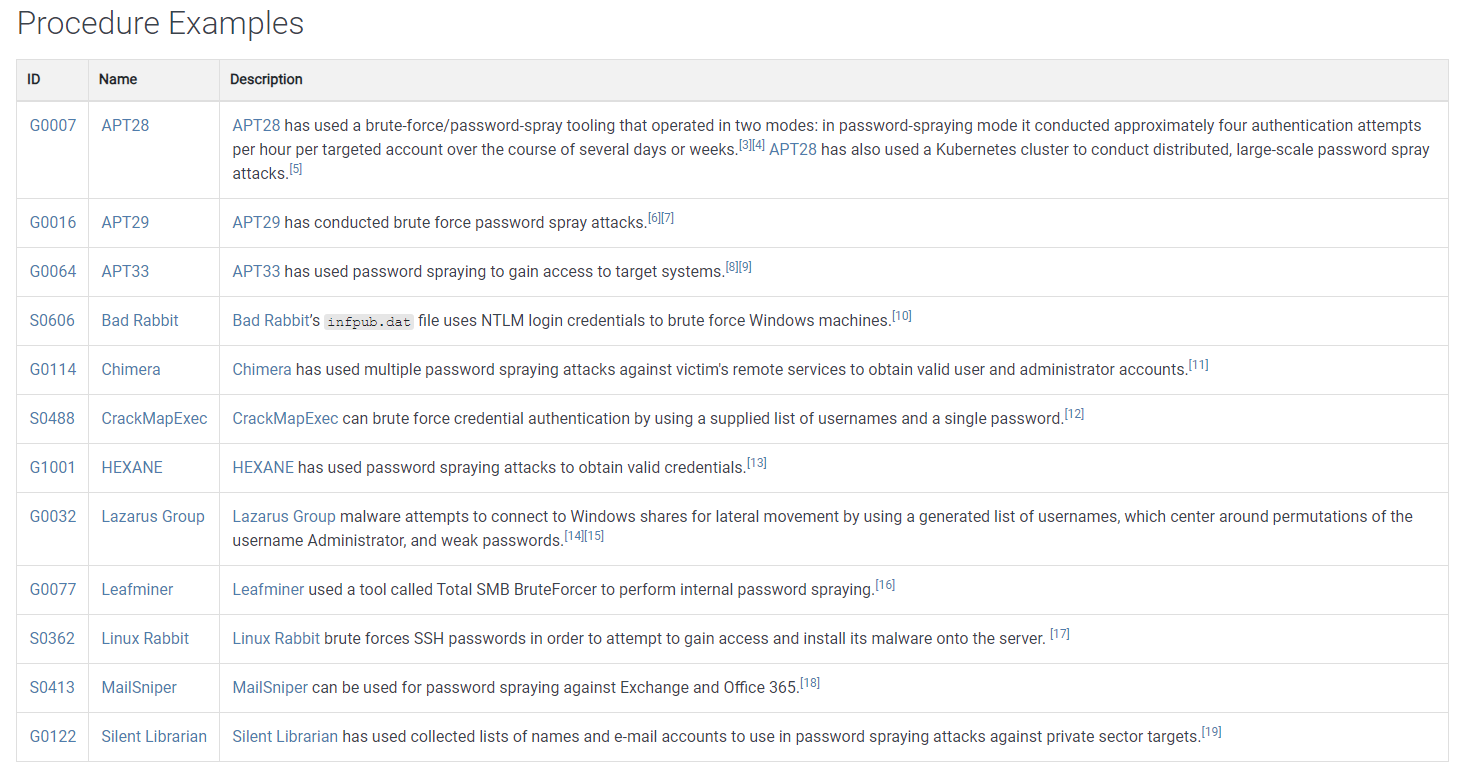 Procedure Examples
ID Name Description
G0007 APT28 APT28 has used a brute-force/password-spray tooling that operated in two modes: in password-spraying mode it conducted approximately four authentication attempts
per hour per targeted account over the course of several days or weeks.[3][4] APT28 has also used a Kubernetes cluster to conduct distributed, large-scale password spray
attacks.[5]
G0016 APT29 APT29 has conducted brute force password spray attacks.[6][7]
G0064 APT33 APT33 has used password spraying to gain access to target systems.[8][9]
S0606 Bad Rabbit Bad Rabbit’s infpub.dat file uses NTLM login credentials to brute force Windows machines.[10]
G0114 Chimera Chimera has used multiple password spraying attacks against victim's remote services to obtain valid user and administrator accounts.[11]
S0488 CrackMapExec CrackMapExec can brute force credential authentication by using a supplied list of usernames and a single password.[12]
G1001 HEXANE HEXANE has used password spraying attacks to obtain valid credentials.[13]
G0032 Lazarus Group Lazarus Group malware attempts to connect to Windows shares for lateral movement by using a generated list of usernames, which center around permutations of the
username Administrator, and weak passwords.[14][15]
G0077 Leafminer Leafminer used a tool called Total SMB BruteForcer to perform internal password spraying.[16]
S0362 Linux Rabbit Linux Rabbit brute forces SSH passwords in order to attempt to gain access and install its malware onto the server. [17]
S0413 MailSniper MailSniper can be used for password spraying against Exchange and Office 365.[18]
G0122 Silent Librarian Silent Librarian has used collected lists of names and e-mail accounts to use in password spraying attacks against private sector targets.[19]